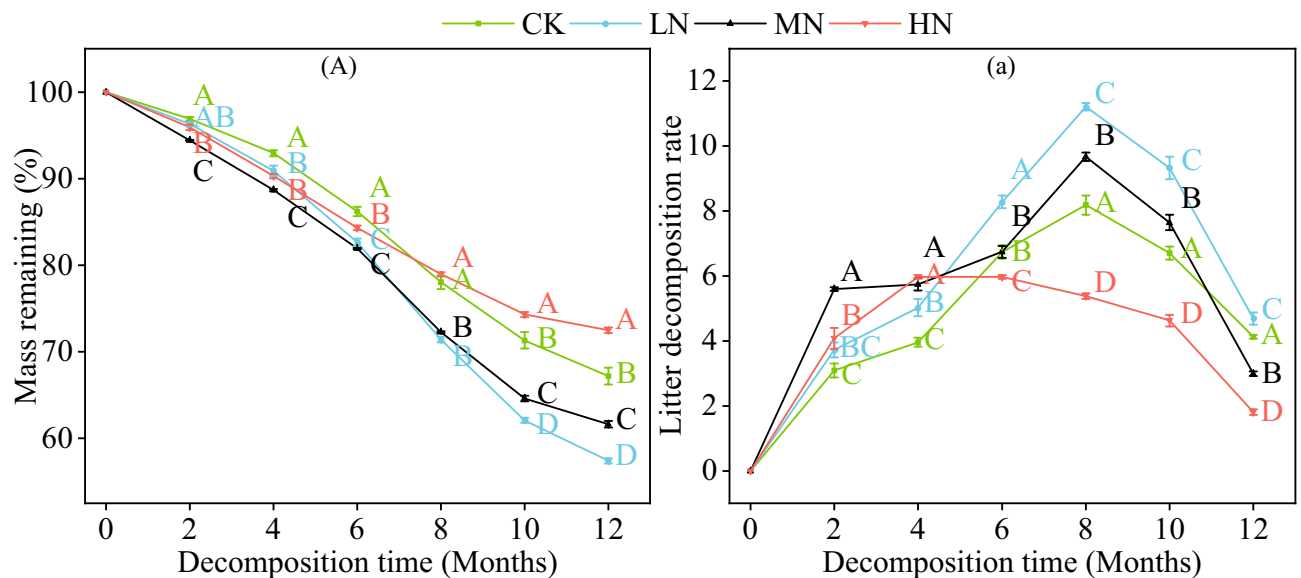 CK LN MN HN
(A)
Mass remaining (%)
100
90
80
70
60
A
AB
B
C
A
B
B
C
A
B
C
C
A
A
B
B
A
B
C
D
A
B
C
D
0 2 4 6 8 10 12
Decomposition time (Months)
(a)
Litter decomposition rate
12
10
8
6
4
2
0
A
B
BC
C
A
A
B
C
A
B
B
C
C
B
A
D
C
B
A
D
C
A
B
D
0 2 4 6 8 10 12
Decomposition time (Months)